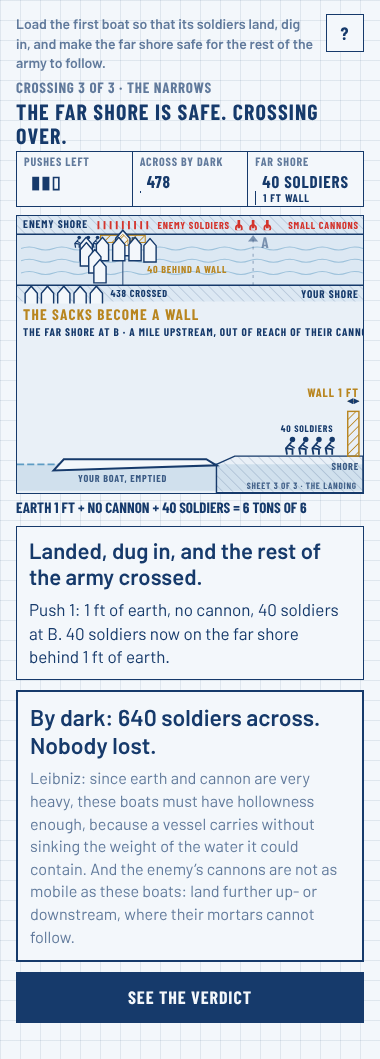 Load the first boat so that its soldiers land, dig
in, and make the far shore safe for the rest of the
army to follow.
?
CROSSING 3 OF 3 · THE NARROWS
THE FAR SHORE IS SAFE. CROSSING
OVER.
PUSHES LEFT
ACROSS BY DARK
478
FAR SHORE
40 SOLDIERS
1 FT WALL
ENEMY SHORE
ENEMY SOLDIERS
SMALL CANNONS
A
40 BEHIND A WALL
438 CROSSED
YOUR SHORE
THE SACKS BECOME A WALL
THE FAR SHORE AT B · A MILE UPSTREAM, OUT OF REACH OF THEIR CANN
WALL 1 FT
40 SOLDIERS
SHORE
YOUR BOAT, EMPTIED
SHEET 3 OF 3 · THE LANDING
EARTH 1 FT + NO CANNON + 40 SOLDIERS = 6 TONS OF 6
Landed, dug in, and the rest of
the army crossed.
Push 1: 1 ft of earth, no cannon, 40 soldiers
at B. 40 soldiers now on the far shore
behind 1 ft of earth.
By dark: 640 soldiers across.
Nobody lost.
Leibniz: since earth and cannon are very
heavy, these boats must have hollowness
enough, because a vessel carries without
sinking the weight of the water it could
contain. And the enemy's cannons are not as
mobile as these boats: land further up- or
downstream, where their mortars cannot
follow.
SEE THE VERDICT